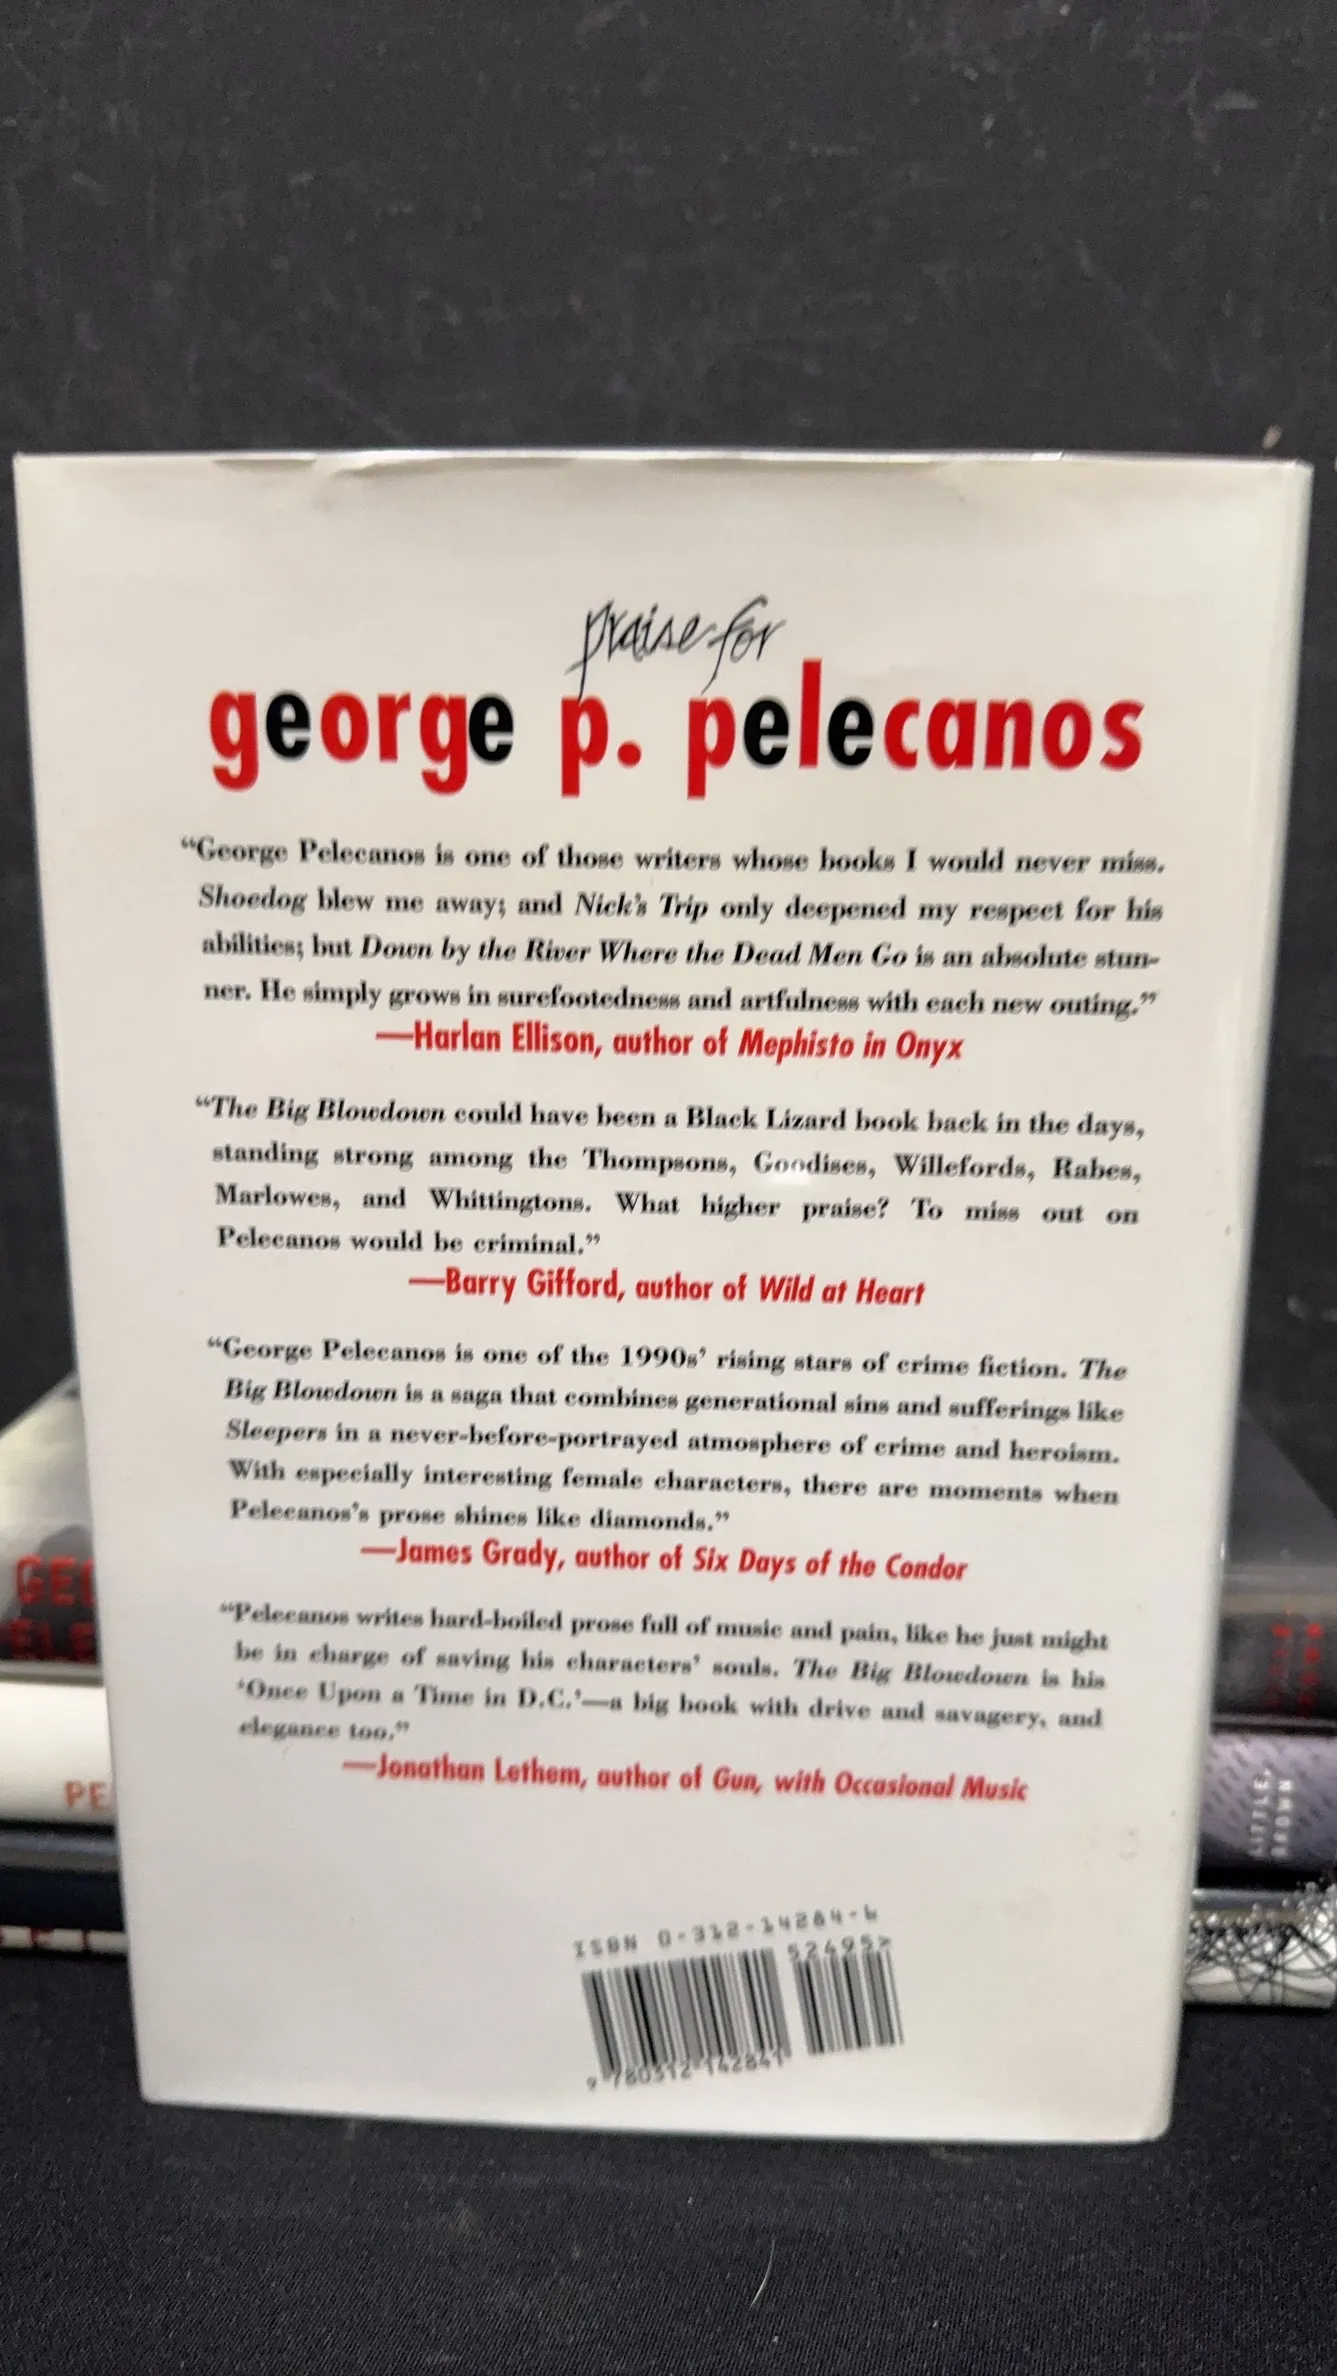 praise for
george p. pelecanos
“George Pelecanos is one of those writers whose books I would never miss.
Shoedog blew me away; and Nick’s Trip only deepened my respect for his
abilities; but Down by the River Where the Dead Men Go is an absolute stun-
ner. He simply grows in surefootedness and artfulness with each new outing.”
—Harlan Ellison, author of Mephisto in Onyx
“The Big Blowdown could have been a Black Lizard book back in the days,
standing strong among the Thompsons, Goodises, Willefords, Rabes,
Marlowes, and Whittingtons. What higher praise? To miss out on
Pelecanos would be criminal.”
—Barry Gifford, author of Wild at Heart
“George Pelecanos is one of the 1990s’ rising stars of crime fiction. The
Big Blowdown is a saga that combines generational sins and sufferings like
Sleepers in a never-before-portrayed atmosphere of crime and heroism.
With especially interesting female characters, there are moments when
Pelecanos’s prose shines like diamonds.”
—James Grady, author of Six Days of the Condor
“Pelecanos writes hard-boiled prose full of music and pain, like he just might
be in charge of saving his characters’ souls. The Big Blowdown is his
‘Once Upon a Time in D.C.’—a big book with drive and savagery, and
elegance too.”
—Jonathan Lethem, author of Gun, with Occasional Music
ISBN 0-312-14284-6
52495>
9 780312 142841
PE
LITTLE,
BROWN